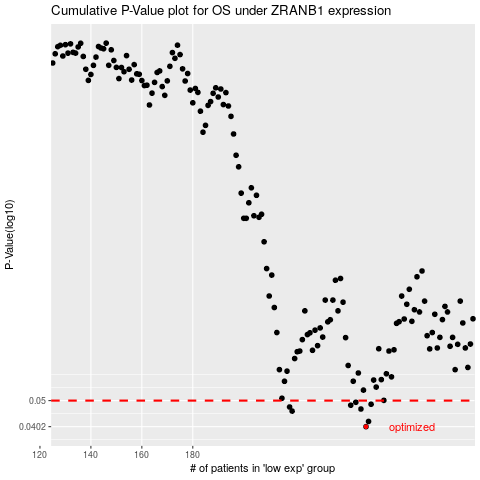 Cumulative P-Value plot for OS under ZRANB1 expression
P-Value(log10)
0.05
0.0402
optimized
120 140 160 180
# of patients in 'low exp' group